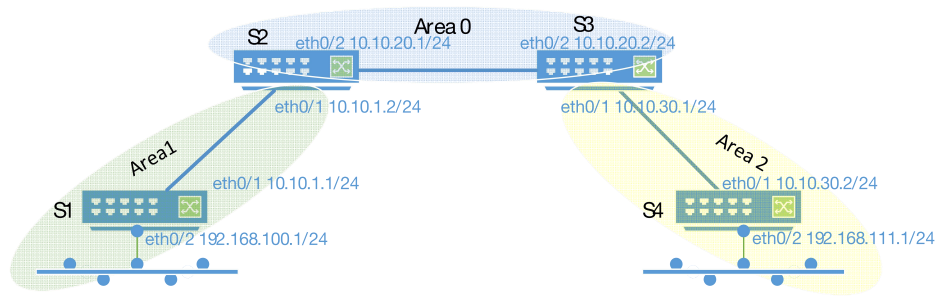 Area 0
S2
S3
eth0/2 10.10.20.1/24
eth0/2 10.10.20.2/24
eth0/1 10.10.1.2/24
eth0/1 10.10.30.1/24
Area1
Area 2
eth0/1 10.10.1.1/24
eth0/1 10.10.30.2/24
S1
S4
eth0/2 192.168.100.1/24
eth0/2 192.168.111.1/24